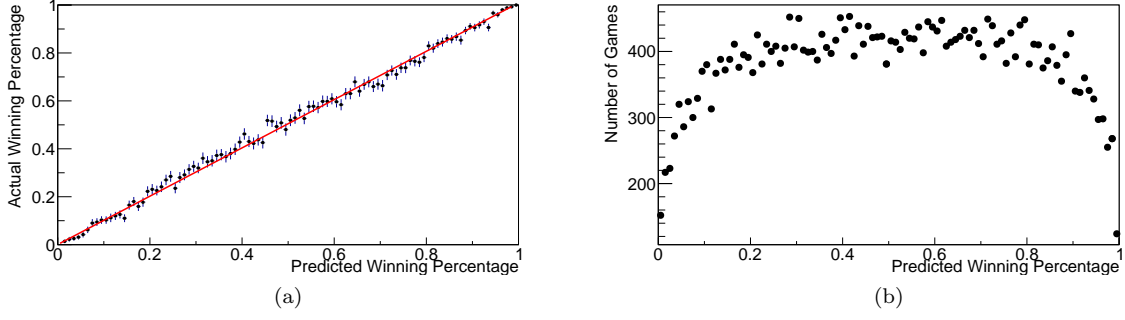 Actual Winning Percentage
1
0.8
0.6
0.4
0.2
0
0 0.2 0.4 0.6 0.8 1
Predicted Winning Percentage
(a)
Number of Games
400
300
200
0 0.2 0.4 0.6 0.8 1
Predicted Winning Percentage
(b)